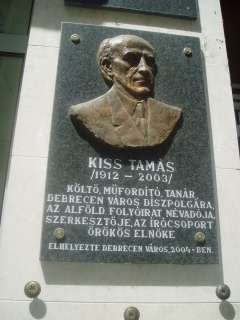 KISS TAMÁS
/1912 - 2003/
KÖLTŐ, MŰFORDÍTÓ, TANÁR,
DEBRECEN VÁROS DÍSZPOLGÁRA,
AZ ALFÖLD FOLYÓIRAT NÉVADÓJA,
SZERKESZTŐJE, AZ ÍRÓCSOPORT
ÖRÖKÖS ELNÖKE
ELHELYEZTE DEBRECEN VÁROS, 2004-BEN.